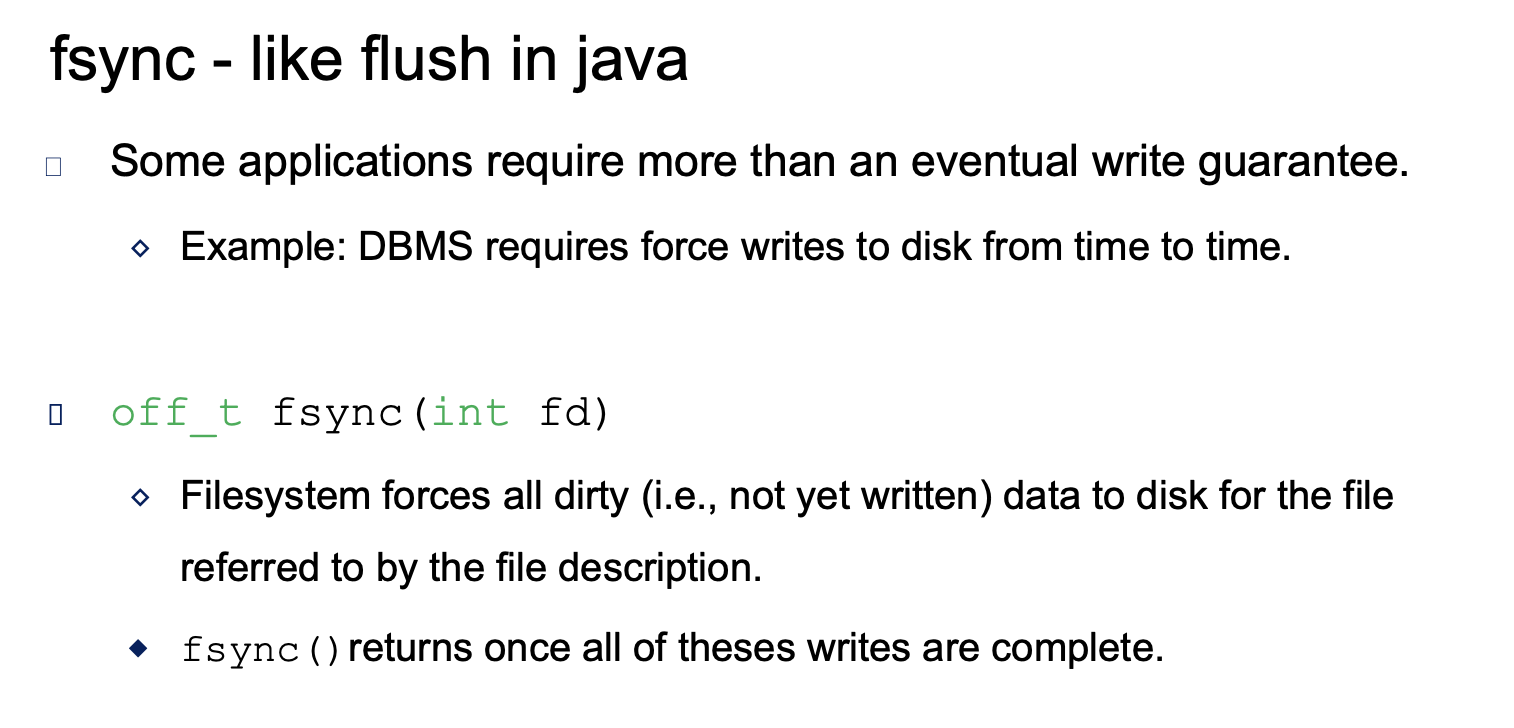 fsync - like flush in java
Some applications require more than an eventual write guarantee.
Example: DBMS requires force writes to disk from time to time.
off_t fsync(int fd)
Filesystem forces all dirty (i.e., not yet written) data to disk for the file
referred to by the file description.
fsync() returns once all of theses writes are complete.